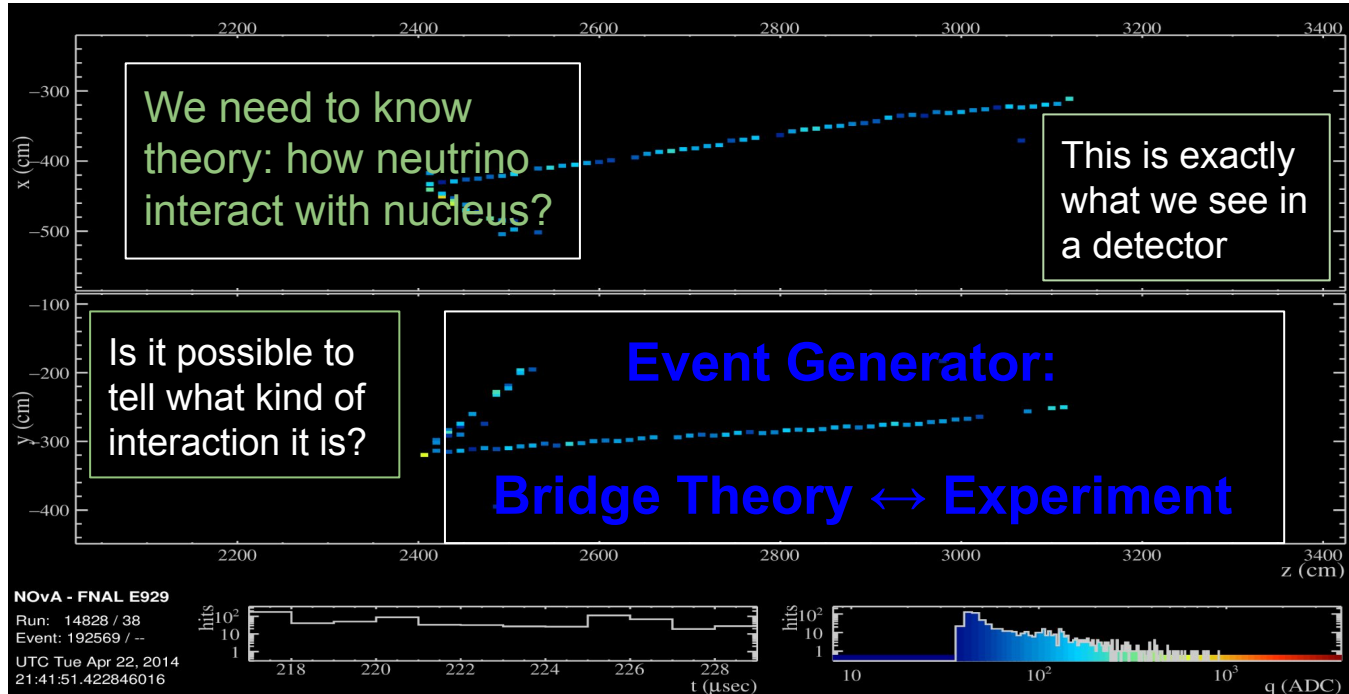 2200 2400 2600 2800 3000 3200 3400
x (cm)
−300
−400
−500
We need to know
theory: how neutrino
interact with nucleus?
This is exactly
what we see in
a detector
y (cm)
−100
−200
−300
−400
Is it possible to
tell what kind of
interaction it is?
Event Generator:
Bridge Theory ↔ Experiment
2200 2400 2600 2800 3000 3200 3400
z (cm)
NOvA - FNAL E929
Run: 14828 / 38
Event: 192569 / --
UTC Tue Apr 22, 2014
21:41:51.422846016
hits
10²
10
1
218 220 222 224 226 228
t (μsec)
hits
10²
10
1
10 10² 10³
q (ADC)